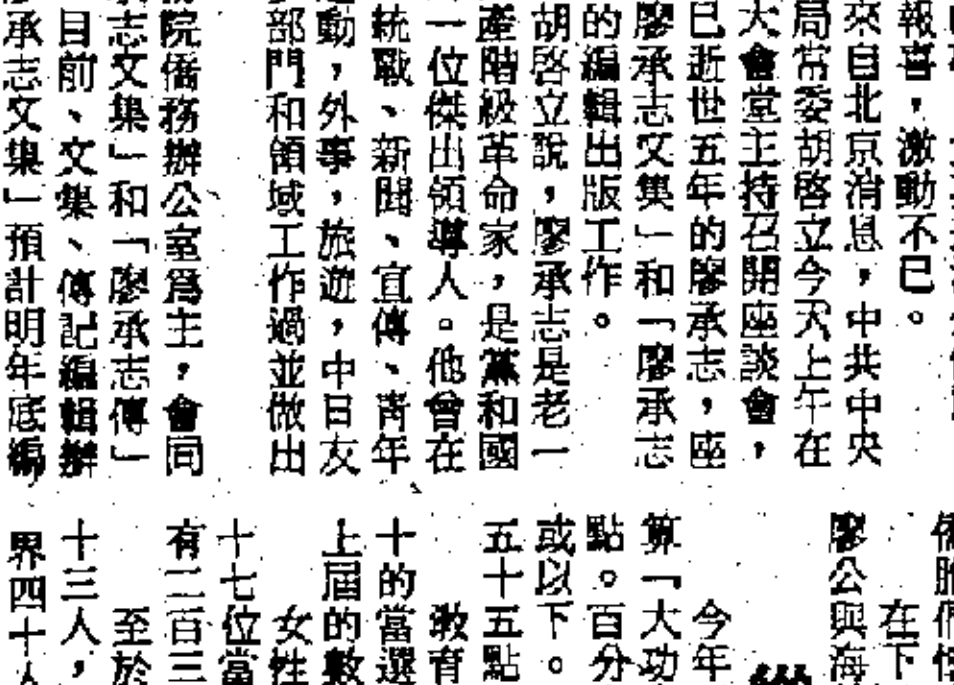 報喜，激動不已。
來自北京消息，中共中央
局常委胡啓立今天上午在
大會堂主持召開座談會，
已逝世五年的廖承志，座
廖承志文集」和「廖承志
的編輯出版工作。
胡啓立說，廖承志是老一
產階級革命家，是黨和國
一位傑出領導人。他曾在
統戰、新聞、宣傳、青年
動，外事，旅遊，中日友
部門和領域工作過並做出
院僑務辦公室爲主，會同
志文集」和「廖承志傳」
目前、文集、傳記編輯辦
承志文集」預計明年底編
在下
廖公與海
今年
算「大功
點。百分
或以下。
五十五點
教育
十的當選
上屆的數
女性
十七位當
有二百三
至於
十三人，
界四十人